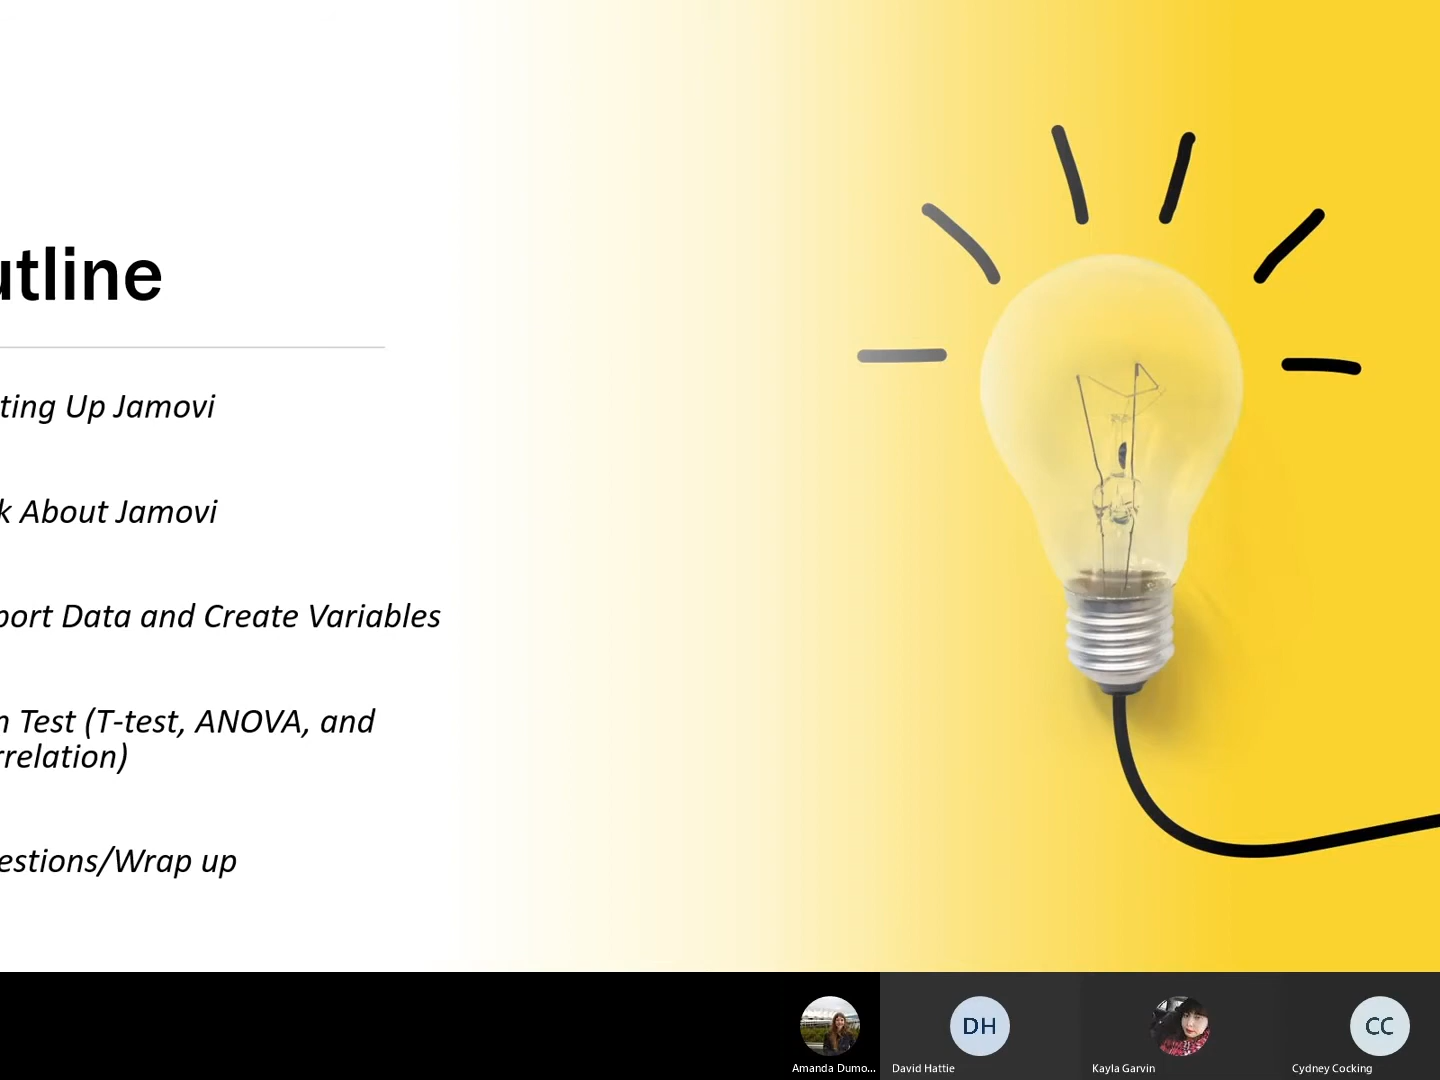 utline
ting Up Jamovi
k About Jamovi
port Data and Create Variables
n Test (T-test, ANOVA, and
rrelation)
estions/Wrap up
DH
CC
Amanda Dumo...
David Hattie
Kayla Garvin
Cydney Cocking